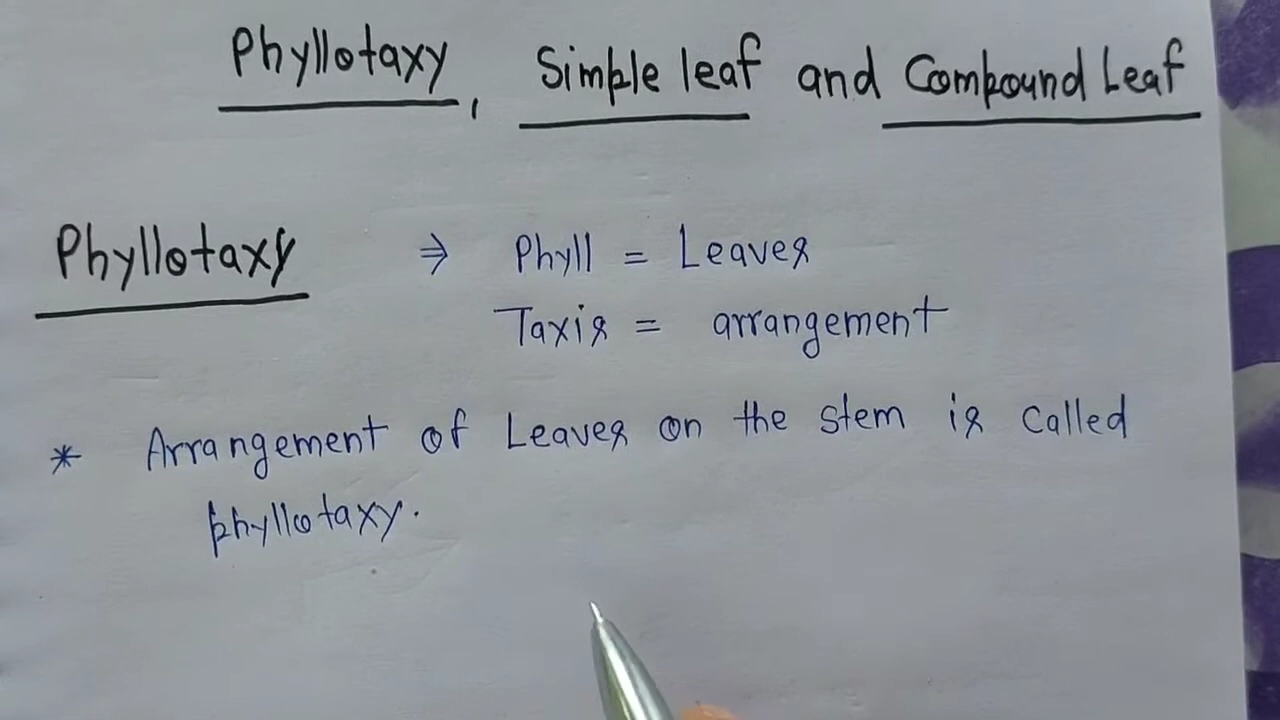 Phyllotaxy, Simple leaf and Compound Leaf
Phyllotaxy ⇒ Phyll = Leaves
Taxis = arrangement
* Arrangement of Leaves on the stem is called
phyllotaxy.